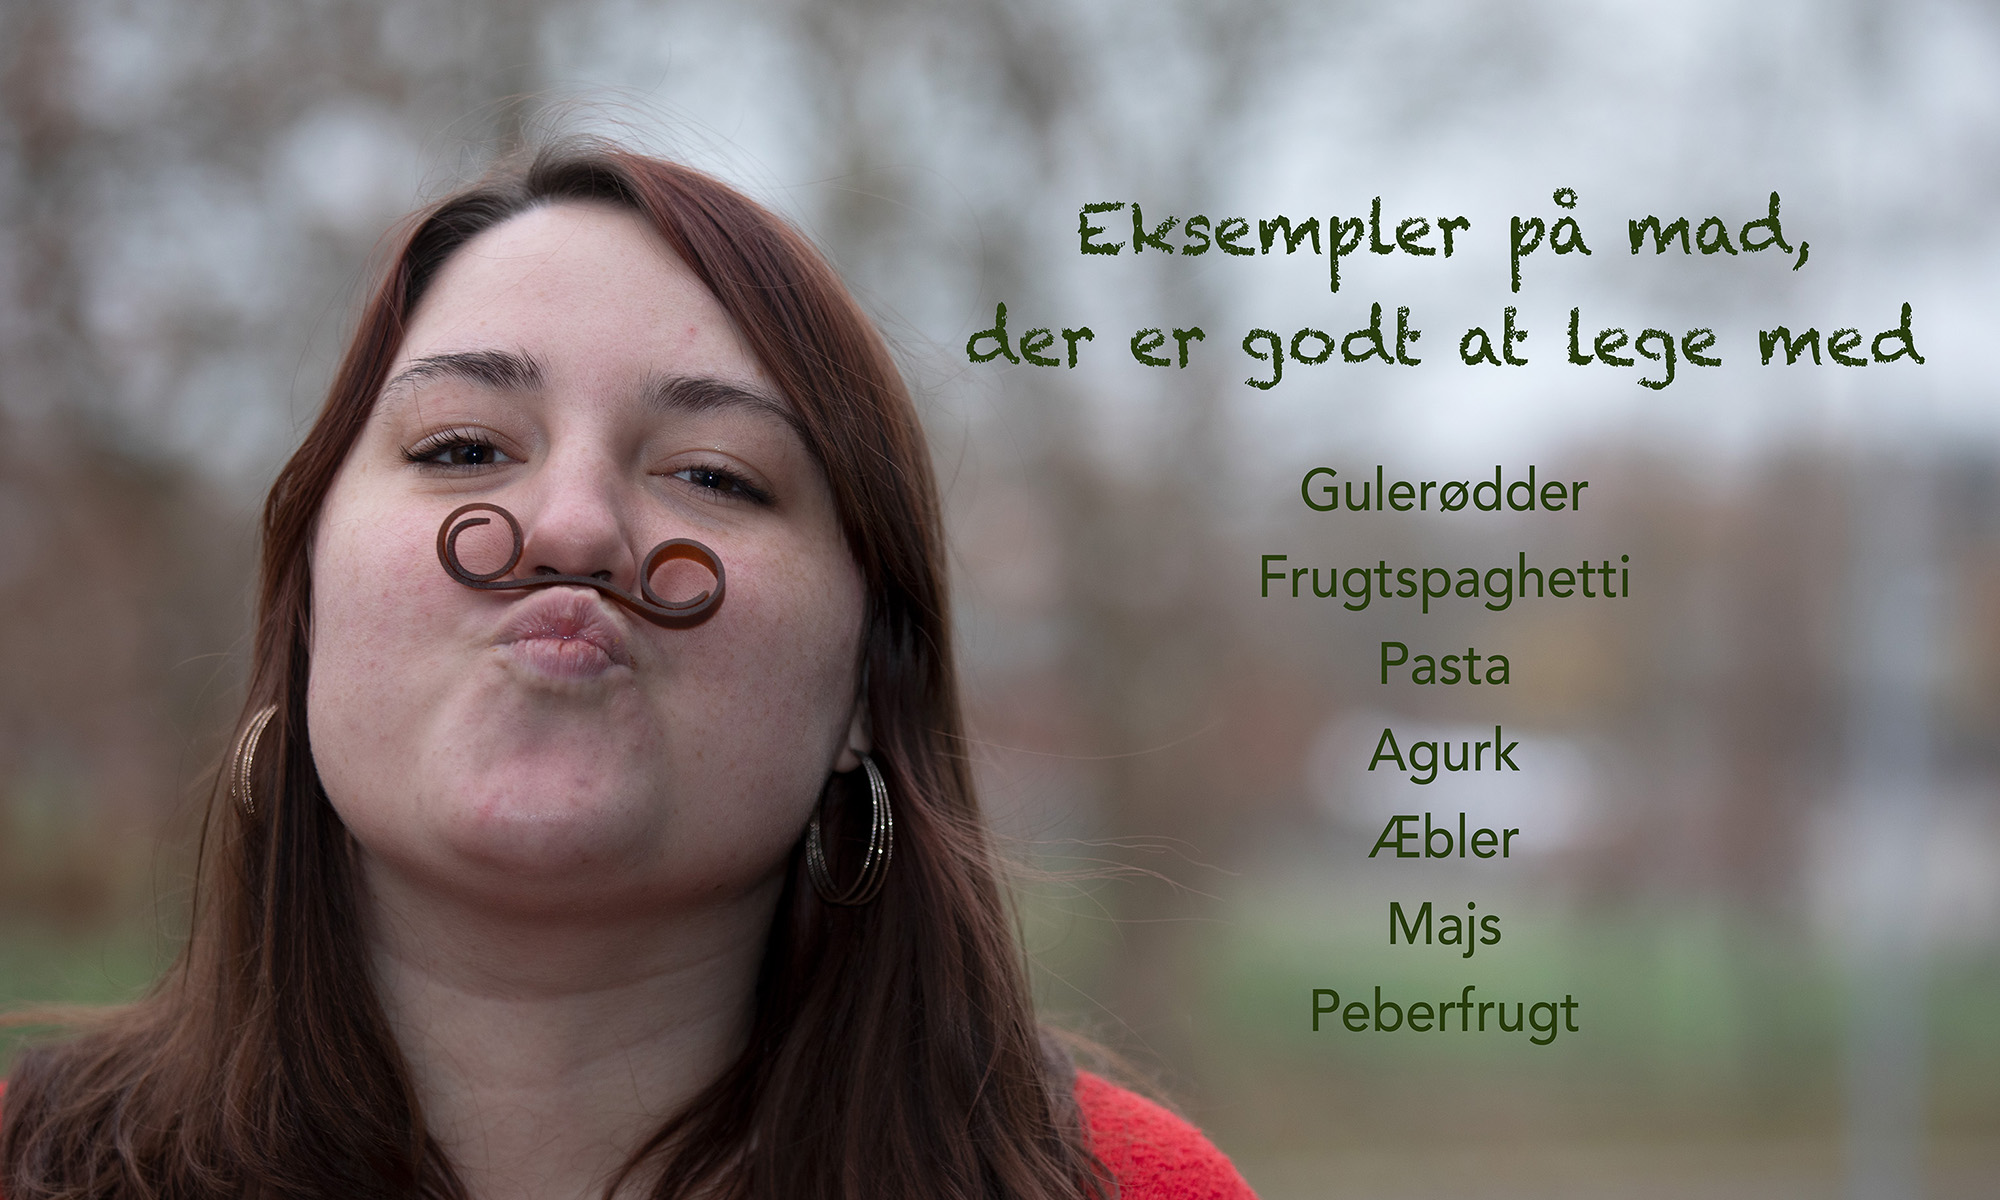 Eksempler på mad,
der er godt at lege med
Gulerødder
Frugtspaghetti
Pasta
Agurk
Æbler
Majs
Peberfrugt